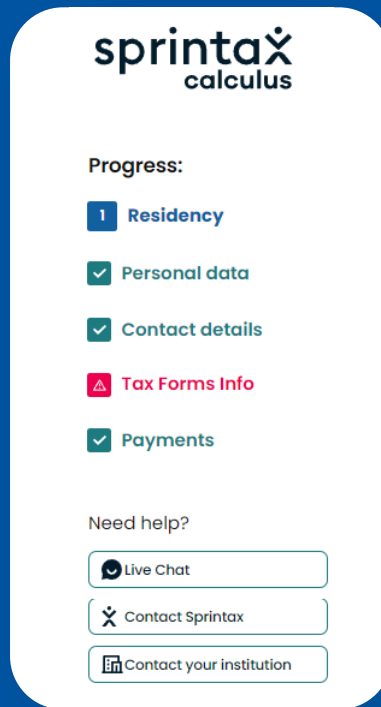 sprintax
calculus
Progress:
1 Residency
Personal data
Contact details
Tax Forms Info
Payments
Need help?
Live Chat
Contact Sprintax
Contact your institution